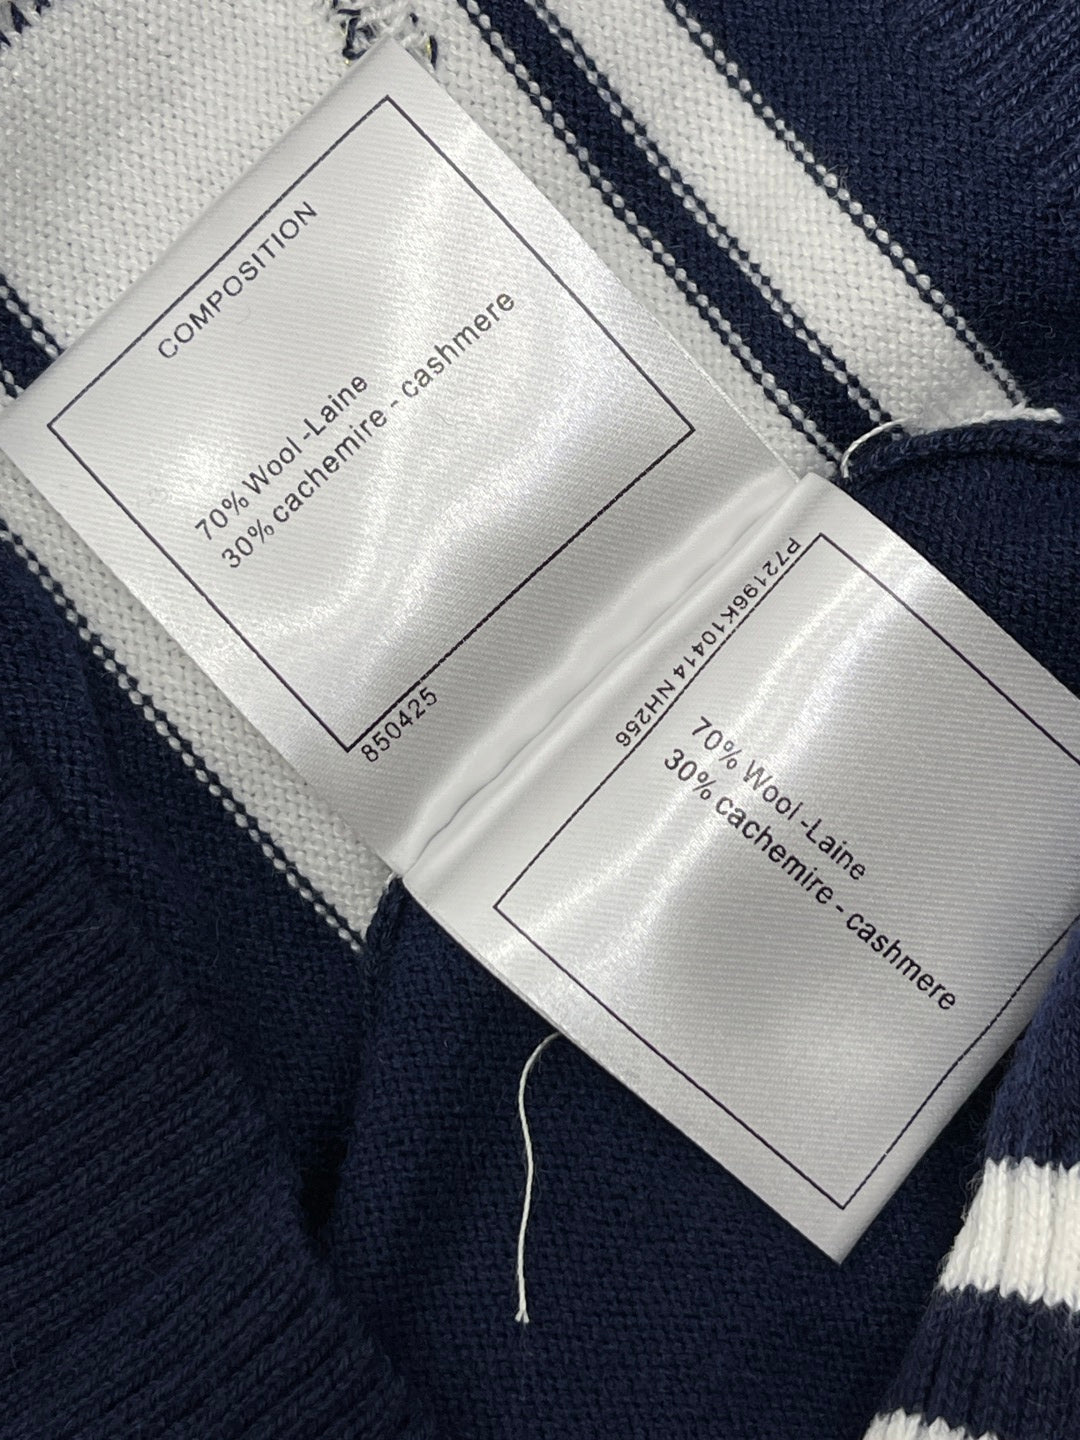 COMPOSITION
70% Wool -Laine
30% cachemire - cashmere
850425
P72196K10414 NH256
70% Wool -Laine
30% cachemire - cashmere